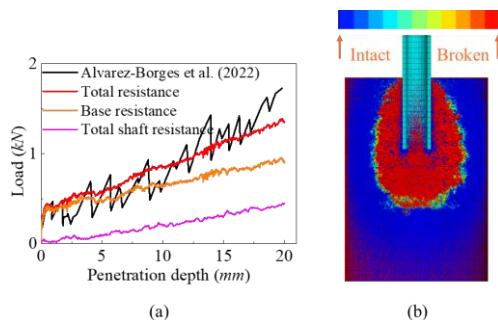 (a)
2
1
0
Load (kN)
Alvarez-Borges et al. (2022)
Total resistance
Base resistance
Total shaft resistance
0 5 10 15 20
Penetration depth (mm)
(a)
Intact Broken
(b)